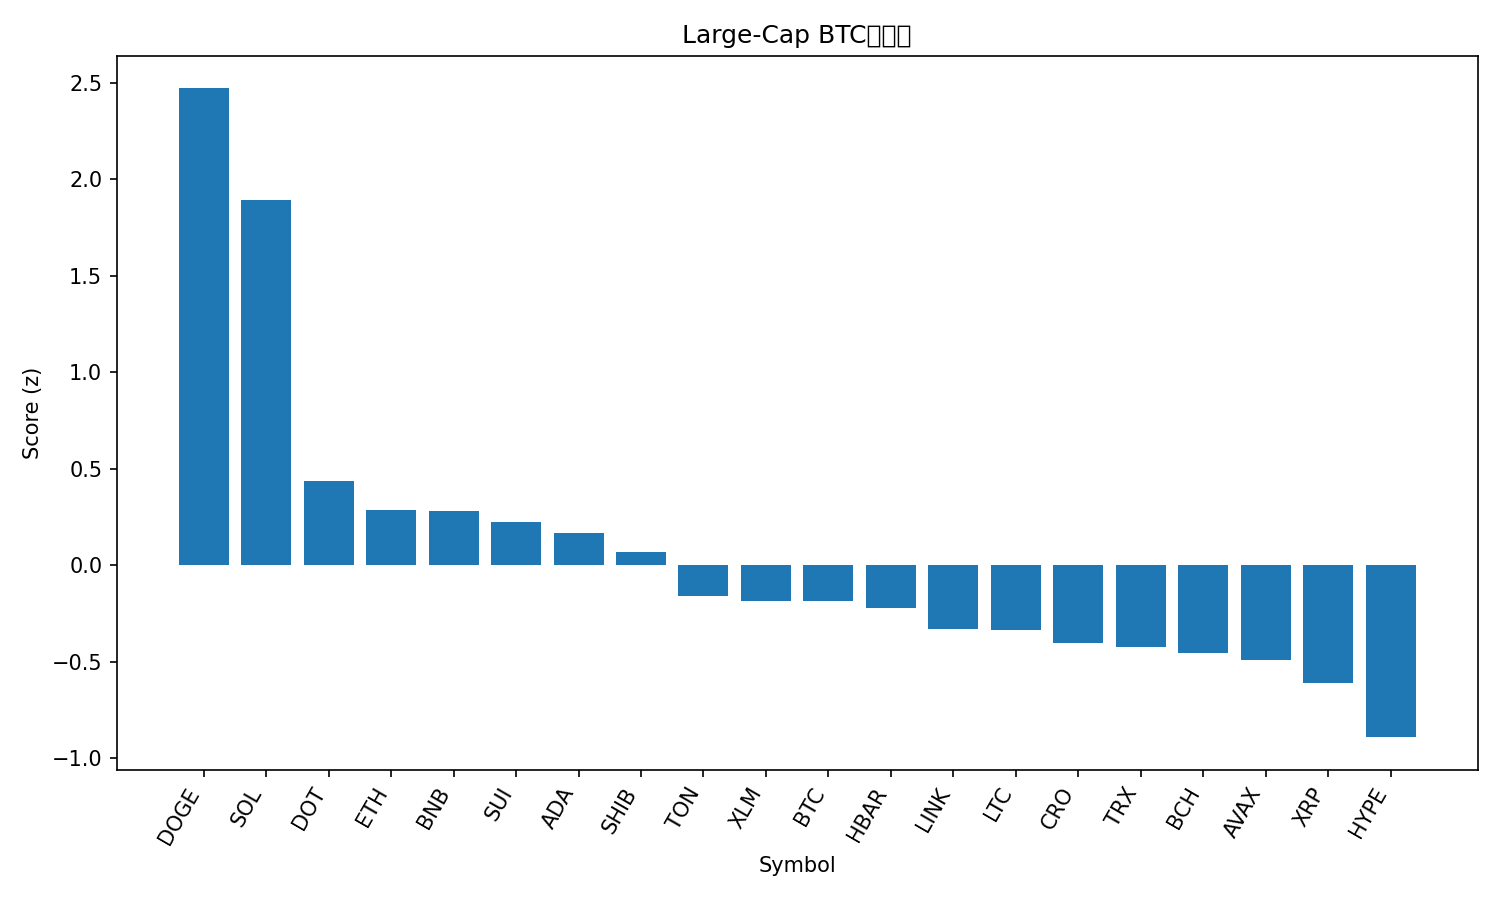 Large-Cap BTC
2.5
2.0
1.5
1.0
0.5
0.0
−0.5
−1.0
Score (z)
DOGE
SOL
DOT
ETH
BNB
SUI
ADA
SHIB
TON
XLM
BTC
HBAR
LINK
LTC
CRO
TRX
BCH
AVAX
XRP
HYPE
Symbol